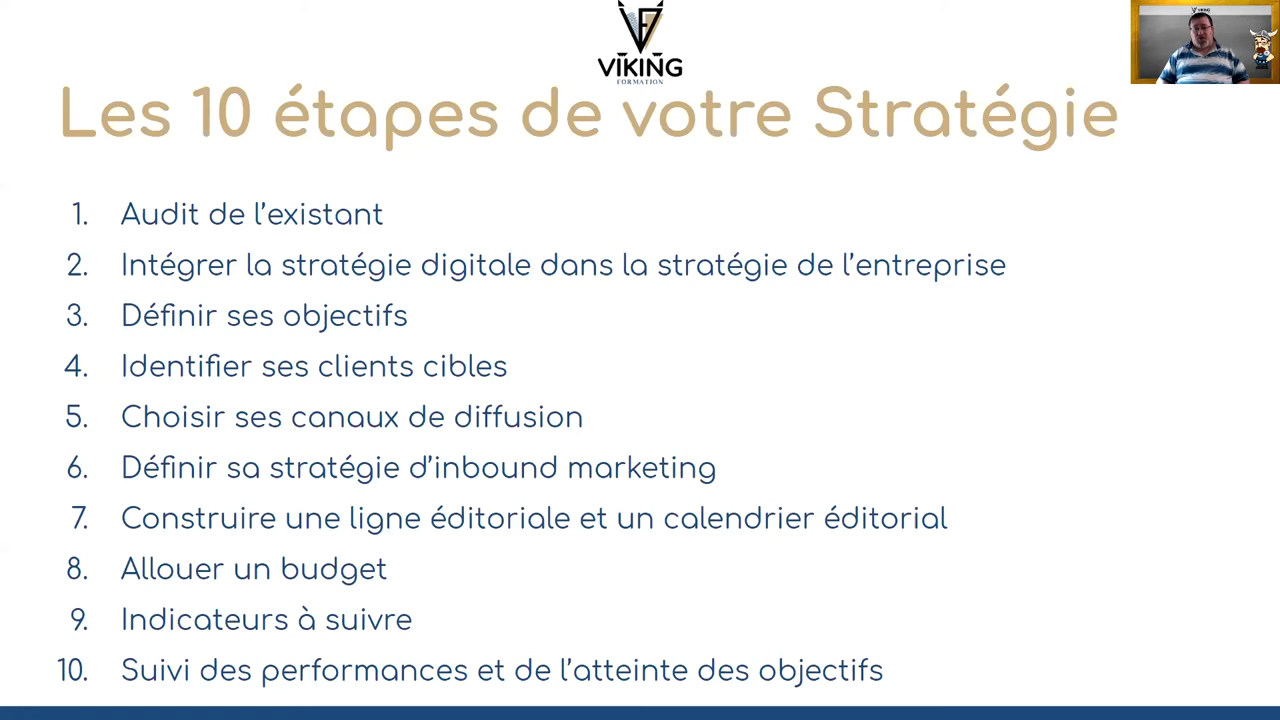 VIKING
FORMATION
VIKING
Les 10 étapes de votre Stratégie
1. Audit de l’existant
2. Intégrer la stratégie digitale dans la stratégie de l’entreprise
3. Définir ses objectifs
4. Identifier ses clients cibles
5. Choisir ses canaux de diffusion
6. Définir sa stratégie d’inbound marketing
7. Construire une ligne éditoriale et un calendrier éditorial
8. Allouer un budget
9. Indicateurs à suivre
10. Suivi des performances et de l’atteinte des objectifs